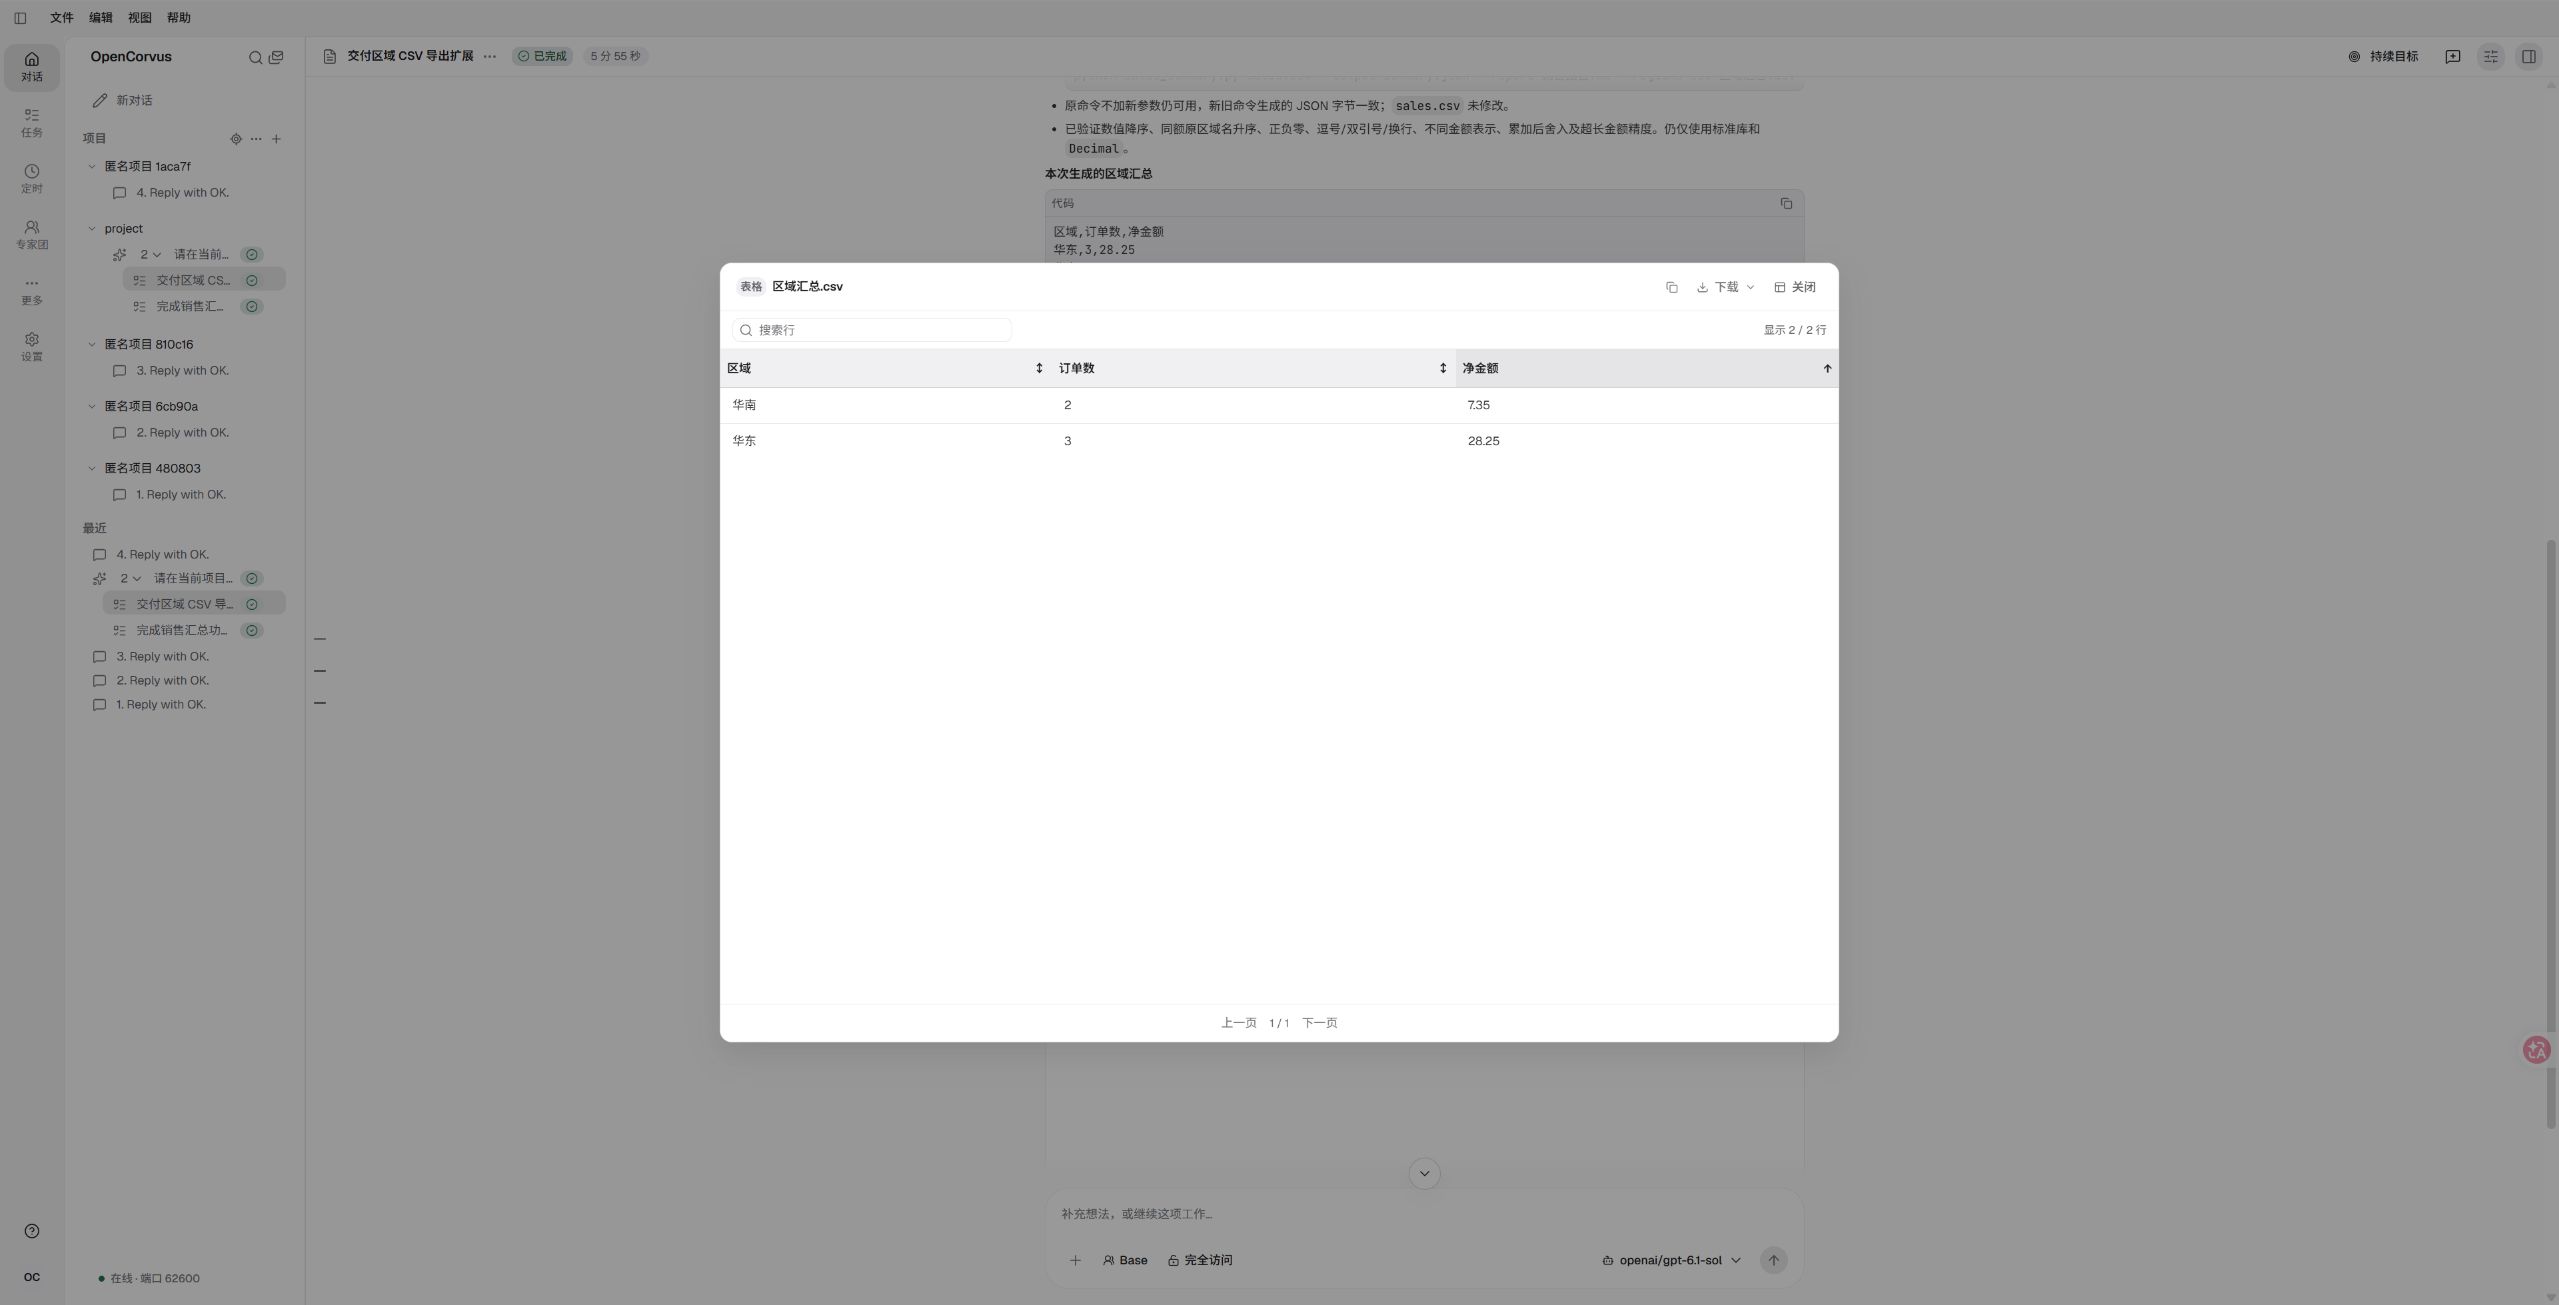 文件 编辑 视图 帮助
对话
任务
定时
专家团
更多
设置
OC
OpenCorvus
新对话
项目
匿名项目 1aca7f
4. Reply with OK.
project
2 请在当前...
交付区域 CS...
完成销售汇...
匿名项目 810c16
3. Reply with OK.
匿名项目 6cb90a
2. Reply with OK.
匿名项目 480803
1. Reply with OK.
最近
4. Reply with OK.
2 请在当前项目...
交付区域 CSV 导...
完成销售汇总功...
3. Reply with OK.
2. Reply with OK.
1. Reply with OK.
在线 · 端口 62600
交付区域 CSV 导出扩展 ... 已完成 5 分 55 秒
持续目标
原命令不加新参数仍可用，新旧命令生成的 JSON 字节一致；sales.csv 未修改。
已验证数值降序、同额原区域名升序、正负零、逗号/双引号/换行、不同金额表示、累加后舍入及超长金额精度。仍仅使用标准库和
Decimal。
本次生成的区域汇总
代码
区域,订单数,净金额
华东,3,28.25
表格 区域汇总.csv
下载 关闭
搜索行
显示 2 / 2 行
区域 订单数 净金额
华南 2 7.35
华东 3 28.25
上一页 1 / 1 下一页
补充想法，或继续这项工作...
Base 完全访问
openai/gpt-6.1-sol